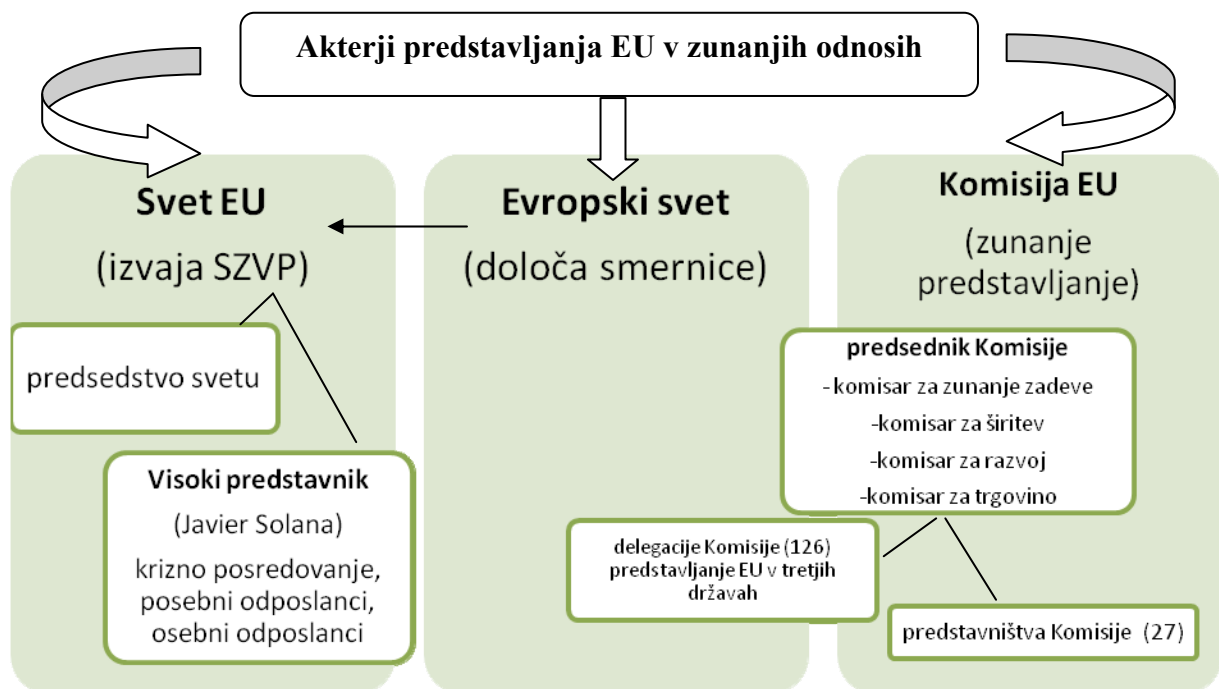 Akterji predstavljanja EU v zunanjih odnosih
Svet EU
(izvaja SZVP)
predsedstvo svetu
Visoki predstavnik
(Javier Solana)
krizno posredovanje,
posebni odposlanci,
osebni odposlanci
Evropski svet
(določa smernice)
Komisija EU
(zunanje
predstavljanje)
predsednik Komisije
-komisar za zunanje zadeve
-komisar za širitev
-komisar za razvoj
-komisar za trgovino
delegacije Komisije (126)
predstavljanje EU v tretjih
državah
predstavništva Komisije (27)